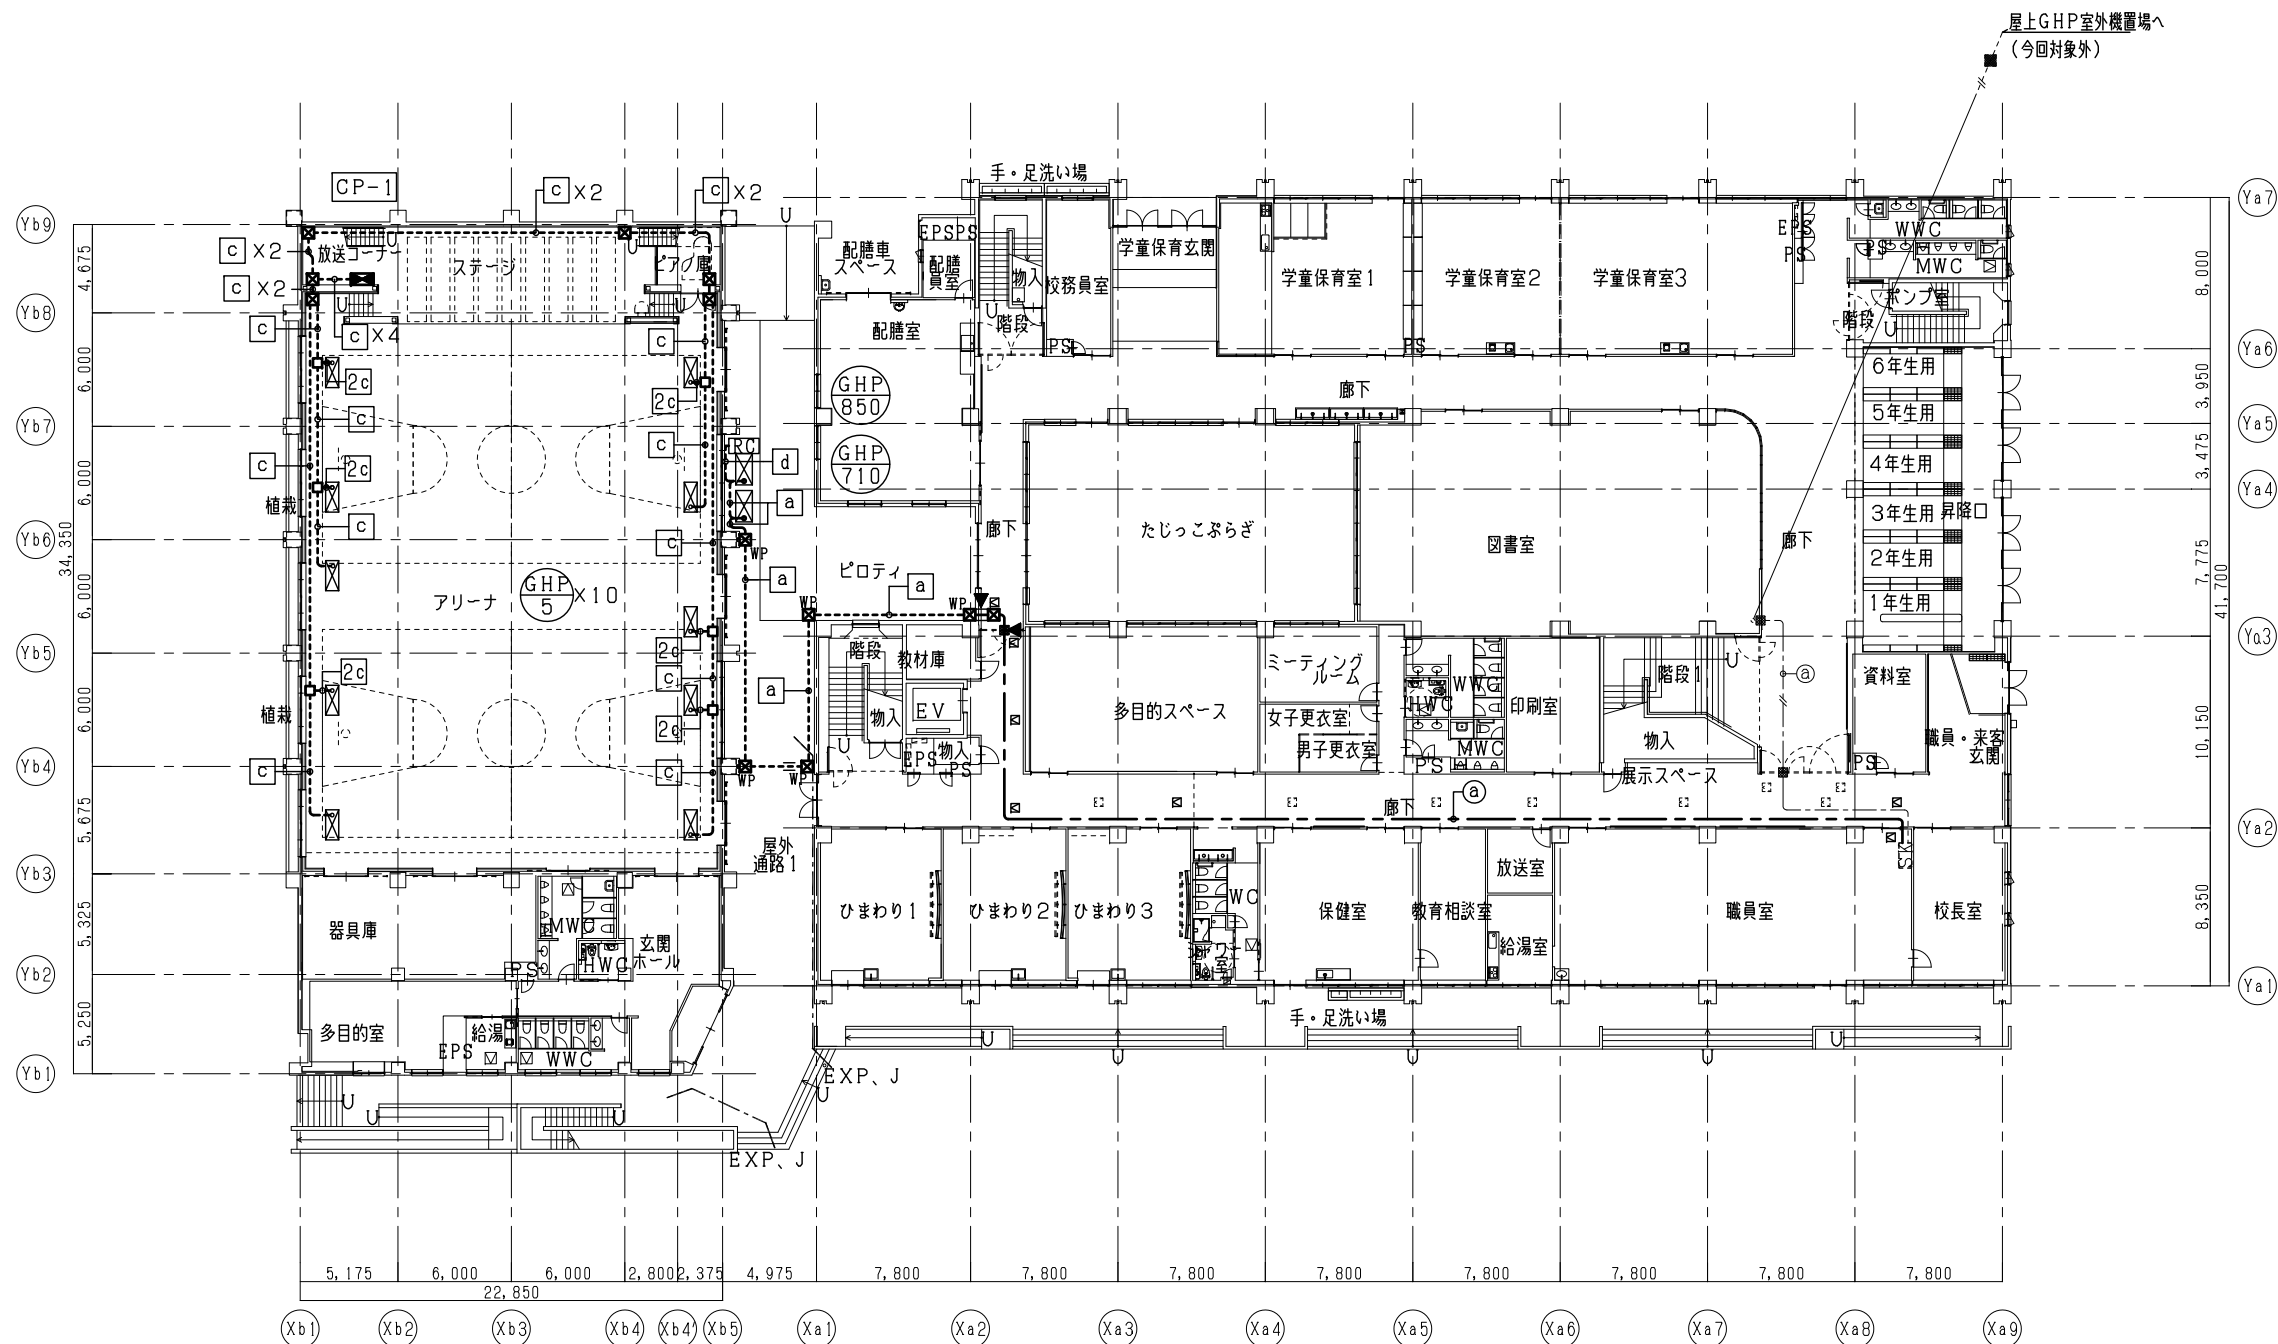 屋上GHP室外機置場へ
(今回対象外)
手・足洗い場
CP-1
c X2
c X2
Yb9
Ya7
c X2
放送コーナー
U
ステージ
U
ピアノ庫
U
配膳車
スペース
EPS
PS
配膳
員室
物入
校務員室
学童保育玄関
学童保育室1
学童保育室2
学童保育室3
EPS
PS
WWC
PS
MWC
4,675
8,000
c X2
U
U
ポンプ室
Yb8
配膳室
U
階段
階段
U
c
c X4
c
PS
PS
Ya6
2c
2c
GHP
850
廊下
6年生用
6,000
3,950
c
5年生用
Yb7
Ya5
c
RC
GHP
710
4年生用
c
2c
d
3,475
植栽
a
Ya4
c
廊下
たじっこぷらざ
図書室
廊下
3年生用
昇降口
6,000
34,350
Yb6
c
WP
2年生用
7,775
41,700
アリーナ
GHP
5
X10
a
ピロティ
a
1年生用
6,000
WP
WP
Ya3
Yb5
2c
階段
教材庫
ミーティング
ルーム
WWC
階段1
U
a
資料室
2c
c
a
HWC
植栽
EV
多目的スペース
女子更衣室
印刷室
6,000
2c
物入
物入
職員・来客
玄関
男子更衣室
MWC
10,150
Yb4
c
c
U
EPS
物入
PS
PS
PS
WP
WP
展示スペース
5,675
廊下
a
Ya2
屋外
通路1
SK
Yb3
放送室
5,325
器具庫
MWC
玄関
ホール
HWC
PS
ひまわり1
ひまわり2
ひまわり3
WC
シャワー
室
保健室
教育相談室
給湯室
職員室
校長室
8,350
Yb2
Ya1
5,250
多目的室
給湯
EPS
WWC
手・足洗い場
U
U
U
U
U
U
Yb1
EXP、J
U
U
U
U
EXP、J
5,175
6,000
6,000
2,800
2,375
4,975
7,800
7,800
7,800
7,800
7,800
7,800
7,800
7,800
22,850
Xb1
Xb2
Xb3
Xb4
Xb4'
Xb5
Xa1
Xa2
Xa3
Xa4
Xa5
Xa6
Xa7
Xa8
Xa9